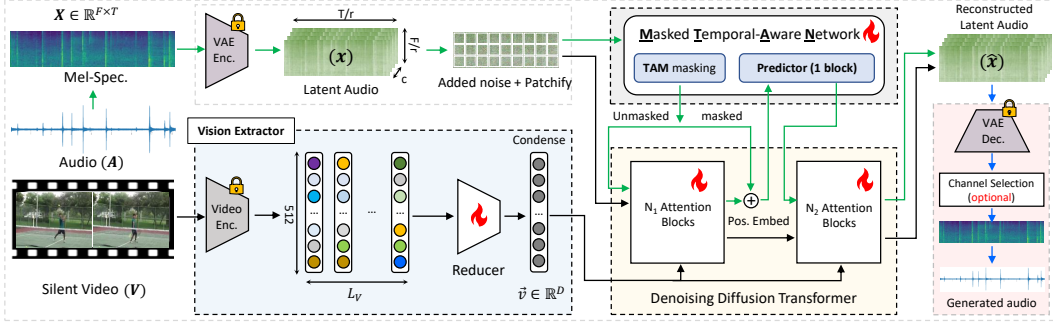 X ∈ ℝ^{F×T}
Mel-Spec.
Audio (A)
Silent Video (V)
VAE
Enc.
T/r
F/r
c
(x)
Latent Audio
Added noise + Patchify
Masked Temporal-Aware Network
TAM masking
Predictor (1 block)
Unmasked
masked
Vision Extractor
Video
Enc.
512
...
...
...
...
L_V
Reducer
Condense
...
v⃗ ∈ ℝ^D
N₁ Attention
Blocks
+
Pos. Embed
N₂ Attention
Blocks
Denoising Diffusion Transformer
Reconstructed
Latent Audio
(x̂)
VAE
Dec.
Channel Selection
(optional)
Generated audio